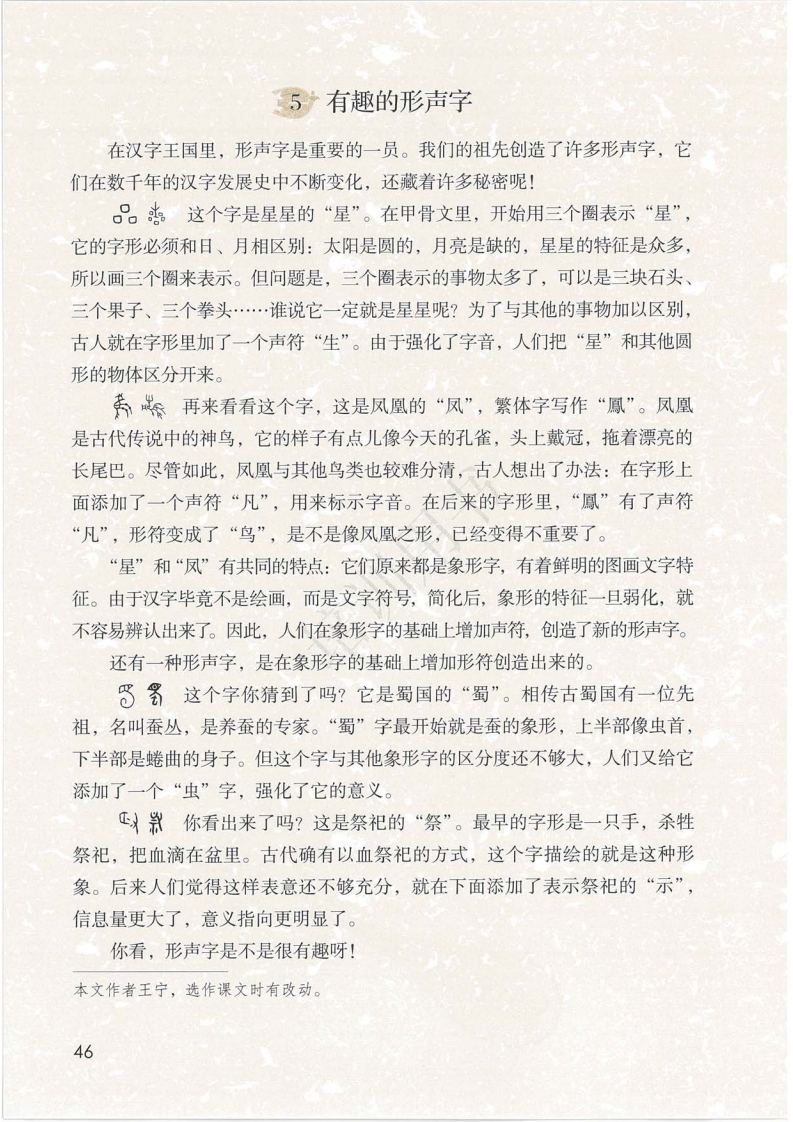 5 有趣的形声字
在汉字王国里，形声字是重要的一员。我们的祖先创造了许多形声字，它
们在数千年的汉字发展史中不断变化，还藏着许多秘密呢！
这个字是星星的“星”。在甲骨文里，开始用三个圈表示“星”，
它的字形必须和日、月相区别：太阳是圆的，月亮是缺的，星星的特征是众多，
所以画三个圈来表示。但问题是，三个圈表示的事物太多了，可以是三块石头、
三个果子、三个拳头……谁说它一定就是星星呢？为了与其他的事物加以区别，
古人就在字形里加了一个声符“生”。由于强化了字音，人们把“星”和其他圆
形的物体区分开来。
再来看看这个字，这是凤凰的“凤”，繁体字写作“鳳”。凤凰
是古代传说中的神鸟，它的样子有点儿像今天的孔雀，头上戴冠，拖着漂亮的
长尾巴。尽管如此，凤凰与其他鸟类也较难分清，古人想出了办法：在字形上
面添加了一个声符“凡”，用来标示字音。在后来的字形里，“鳳”有了声符
“凡”，形符变成了“鸟”，是不是像凤凰之形，已经变得不重要了。
“星”和“凤”有共同的特点：它们原来都是象形字，有着鲜明的图画文字特
征。由于汉字毕竟不是绘画，而是文字符号，简化后，象形的特征一旦弱化，就
不容易辨认出来了。因此，人们在象形字的基础上增加声符，创造了新的形声字。
还有一种形声字，是在象形字的基础上增加形符创造出来的。
这个字你猜到了吗？它是蜀国的“蜀”。相传古蜀国有一位先
祖，名叫蚕丛，是养蚕的专家。“蜀”字最开始就是蚕的象形，上半部像虫首，
下半部是蜷曲的身子。但这个字与其他象形字的区分度还不够大，人们又给它
添加了一个“虫”字，强化了它的意义。
你看出来了吗？这是祭祀的“祭”。最早的字形是一只手，杀牲
祭祀，把血滴在盆里。古代确有以血祭祀的方式，这个字描绘的就是这种形
象。后来人们觉得这样表意还不够充分，就在下面添加了表示祭祀的“示”，
信息量更大了，意义指向更明显了。
你看，形声字是不是很有趣呀！
本文作者王宁，选作课文时有改动。
46